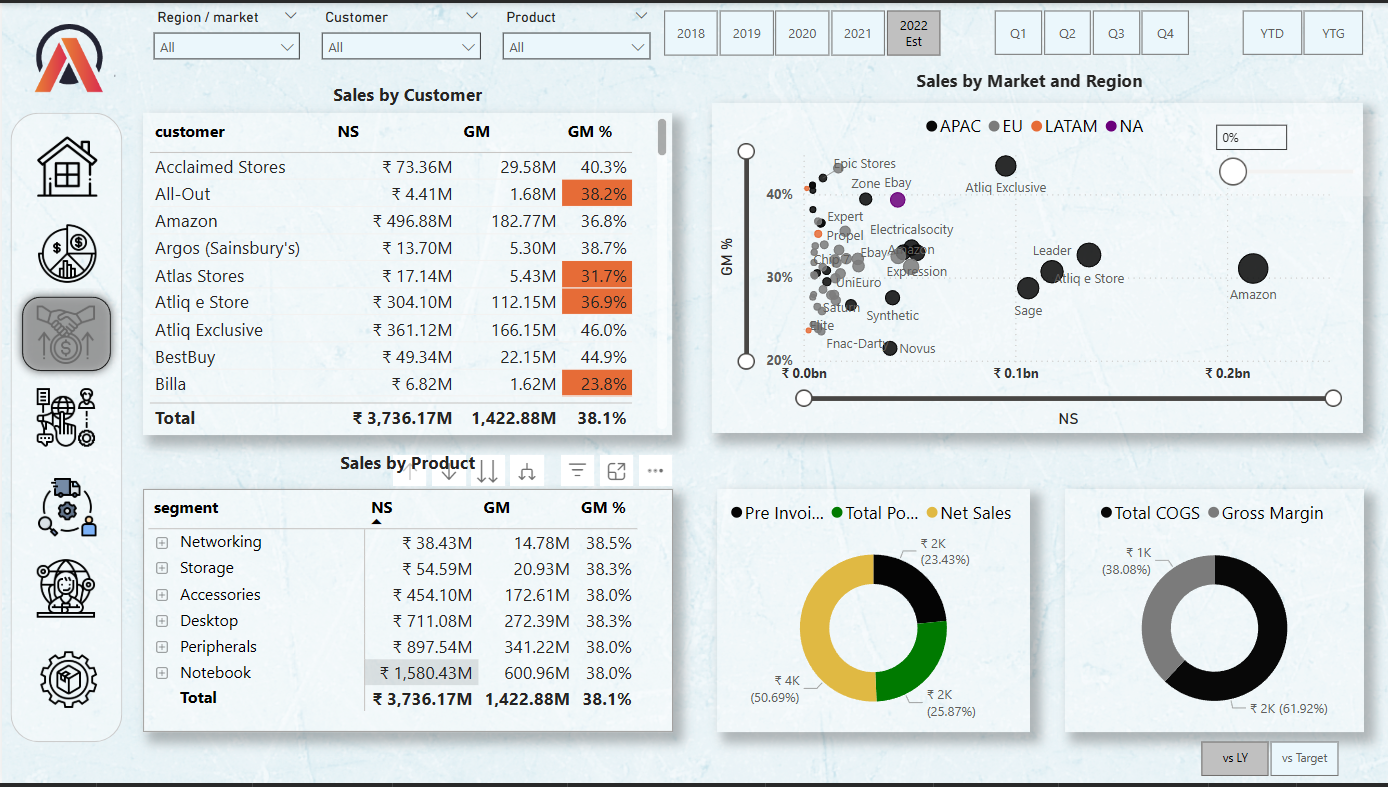 Region / market
Customer
Product
All
All
All
2018
2019
2020
2021
2022
Est
Q1
Q2
Q3
Q4
YTD
YTG
Sales by Customer
customer NS GM GM %
Acclaimed Stores ₹ 73.36M 29.58M 40.3%
All-Out ₹ 4.41M 1.68M 38.2%
Amazon ₹ 496.88M 182.77M 36.8%
Argos (Sainsbury's) ₹ 13.70M 5.30M 38.7%
Atlas Stores ₹ 17.14M 5.43M 31.7%
Atliq e Store ₹ 304.10M 112.15M 36.9%
Atliq Exclusive ₹ 361.12M 166.15M 46.0%
BestBuy ₹ 49.34M 22.15M 44.9%
Billa ₹ 6.82M 1.62M 23.8%
Total ₹ 3,736.17M 1,422.88M 38.1%
Sales by Market and Region
APAC EU LATAM NA
0%
GM %
40%
30%
20%
Epic Stores
Zone
Ebay
Atliq Exclusive
Expert
Propel
Electricalsocity
Chip 7
Ebay
Amazon
Expression
UniEuro
Leader
Atliq e Store
Amazon
Sage
Saturn
Synthetic
Elite
Fnac-Darty
Novus
₹ 0.0bn
₹ 0.1bn
₹ 0.2bn
NS
Sales by Product
segment NS GM GM %
Networking ₹ 38.43M 14.78M 38.5%
Storage ₹ 54.59M 20.93M 38.3%
Accessories ₹ 454.10M 172.61M 38.0%
Desktop ₹ 711.08M 272.39M 38.3%
Peripherals ₹ 897.54M 341.22M 38.0%
Notebook ₹ 1,580.43M 600.96M 38.0%
Total ₹ 3,736.17M 1,422.88M 38.1%
Pre Invoi... Total Po... Net Sales
₹ 2K
(23.43%)
₹ 4K
(50.69%)
₹ 2K
(25.87%)
Total COGS Gross Margin
₹ 1K
(38.08%)
₹ 2K (61.92%)
vs LY
vs Target